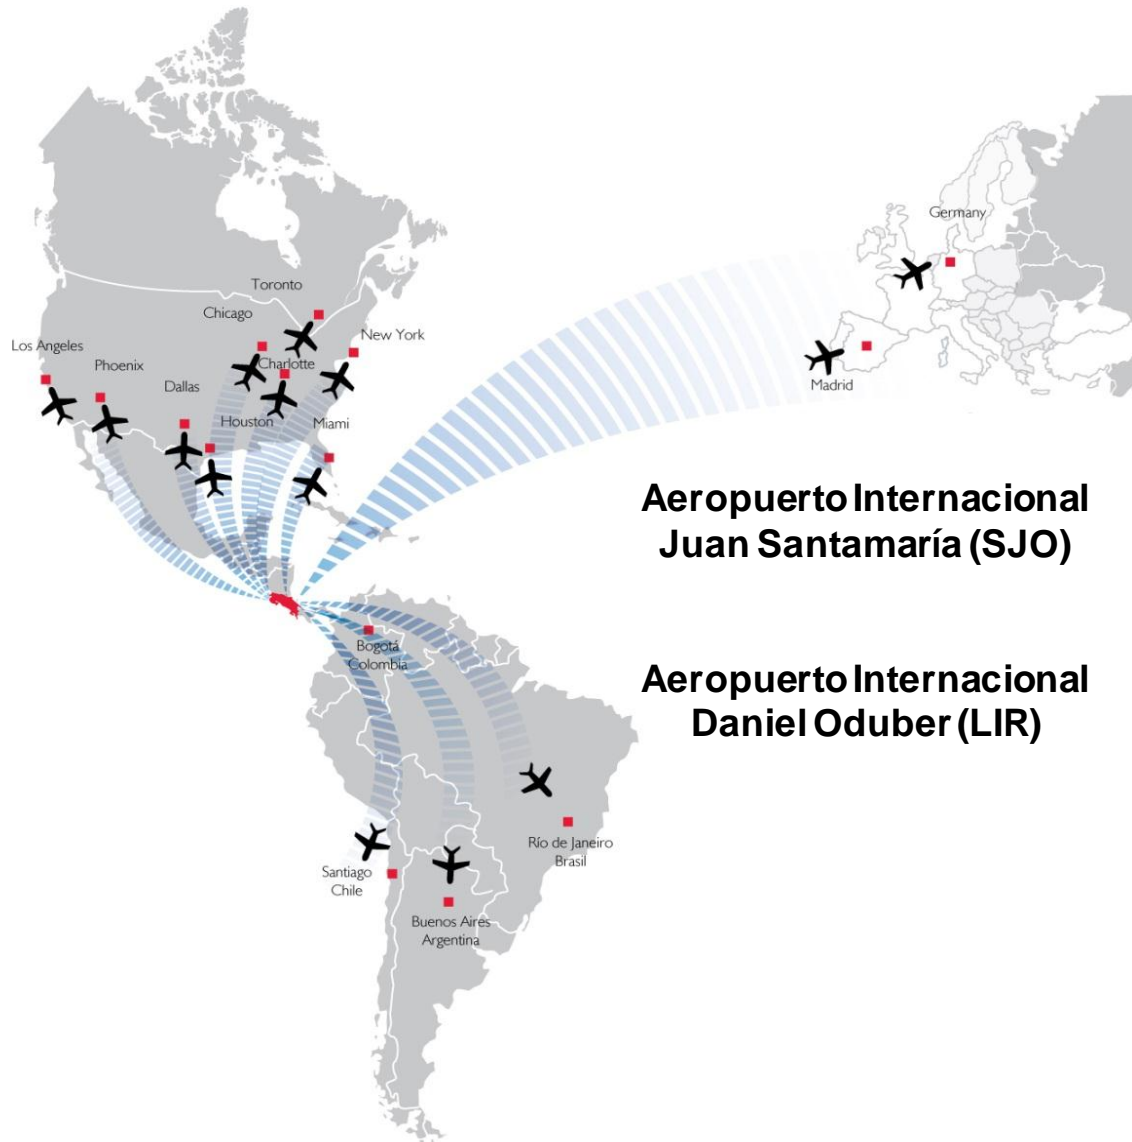 Germany
Toronto
Chicago
New York
Los Angeles
Charlotte
Phoenix
Dallas
Madrid
Houston
Miami
Aeropuerto Internacional
Juan Santamaría (SJO)
Bogotá
Colombia
Aeropuerto Internacional
Daniel Oduber (LIR)
Río de Janeiro
Brasil
Santiago
Chile
Buenos Aires
Argentina